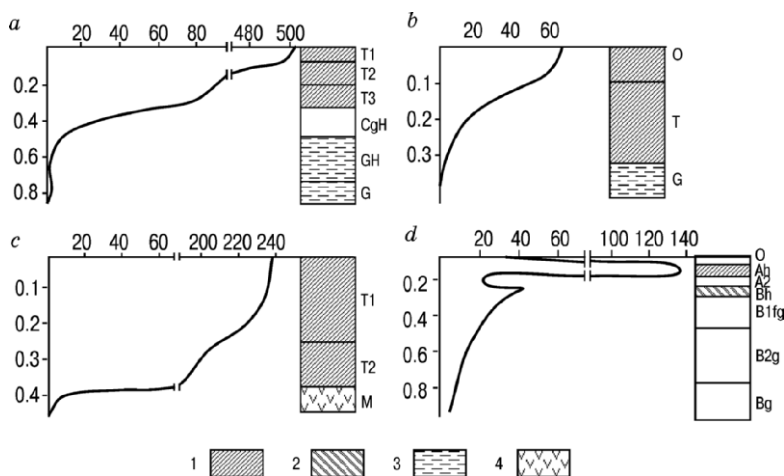 a
20 40 60 80 480 500
0.2
0.4
0.6
0.8
T1
T2
T3
CgH
GH
G
b
20 40 60
0.1
0.2
0.3
O
T
G
c
20 40 60 200 220 240
0.1
0.2
0.3
0.4
T1
T2
M
d
20 40 60 100 120 140
0.2
0.4
0.6
0.8
O
Ah
A2
Bh
B1fg
B2g
Bg
1 2 3 4